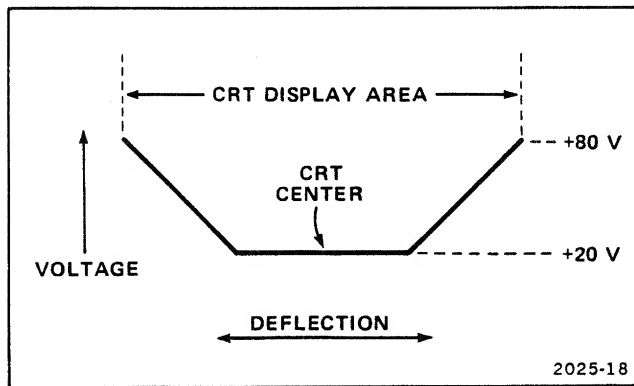 CRT DISPLAY AREA
+80 V
CRT
CENTER
+20 V
VOLTAGE
DEFLECTION
2025-18